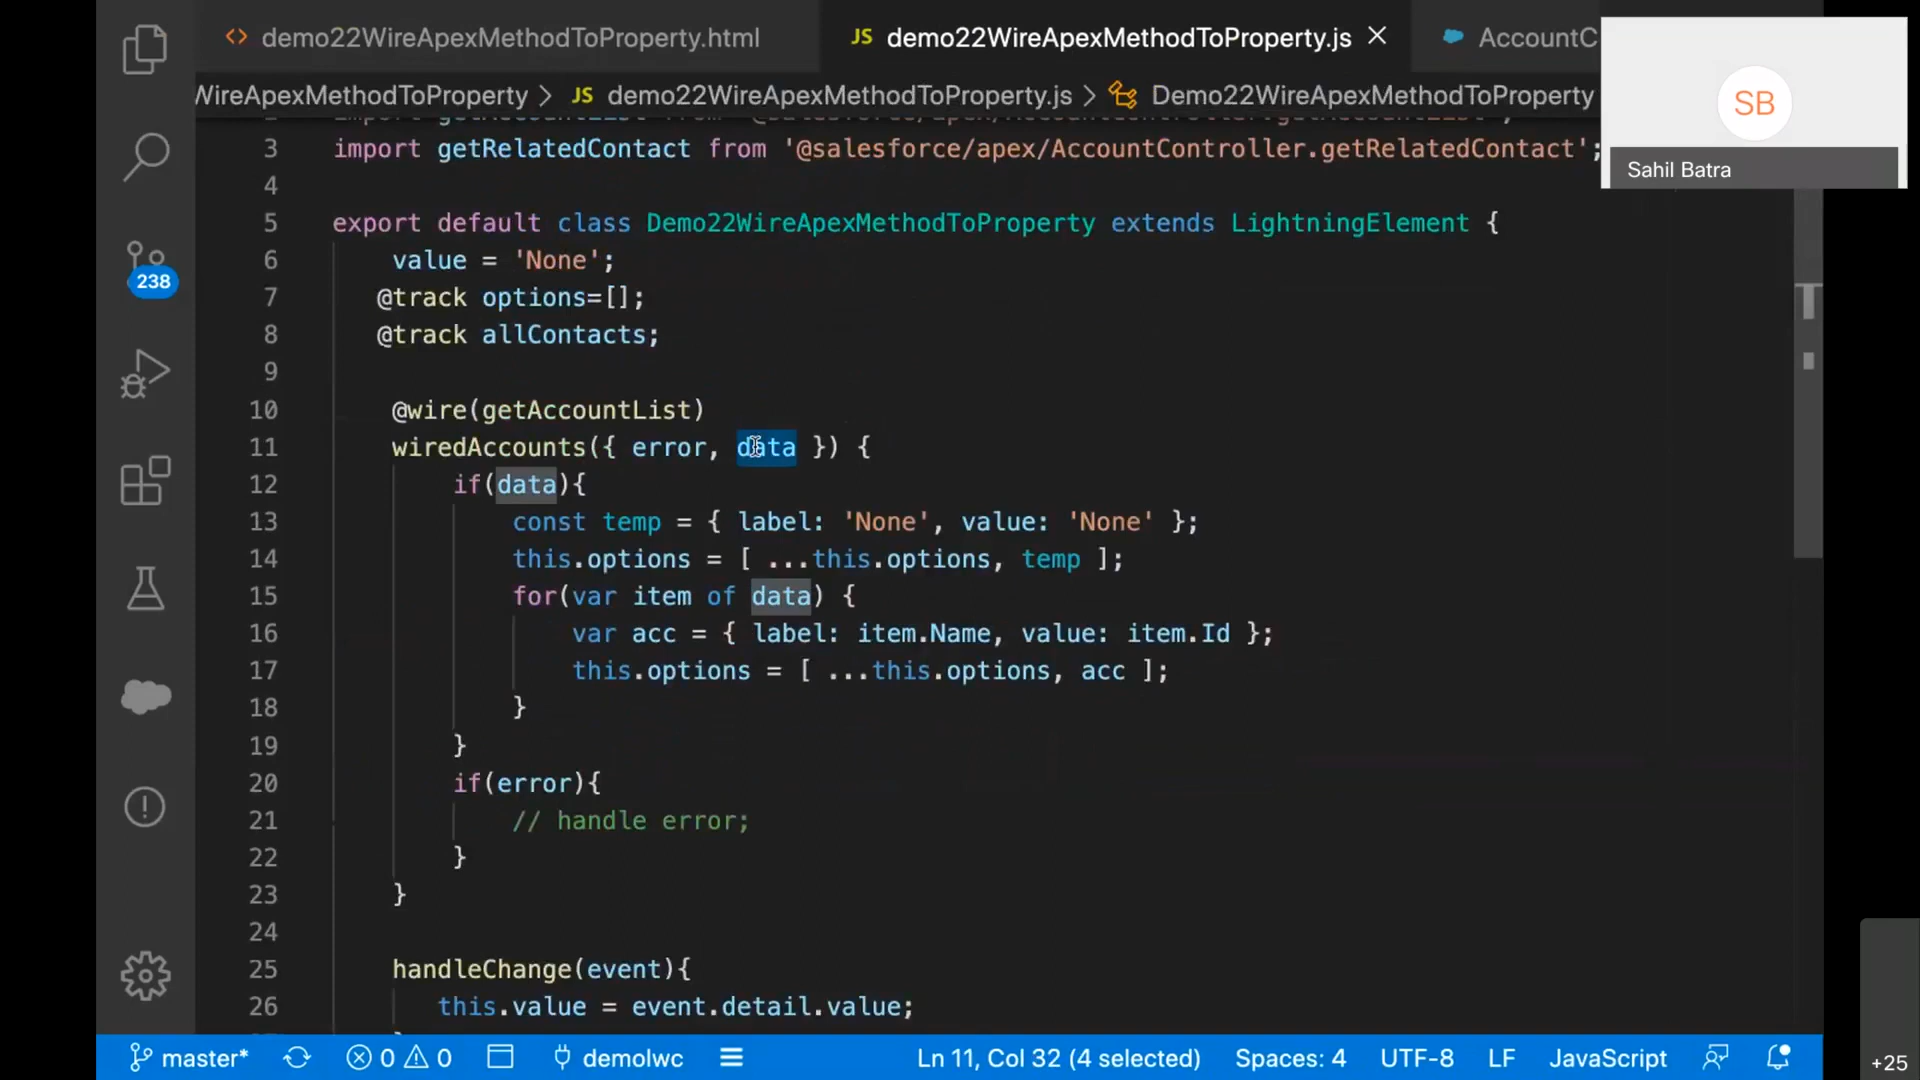 demo22WireApexMethodToProperty.html
JS demo22WireApexMethodToProperty.js
AccountC
WireApexMethodToProperty > JS demo22WireApexMethodToProperty.js > Demo22WireApexMethodToProperty
SB
Sahil Batra
3 import getRelatedContact from '@salesforce/apex/AccountController.getRelatedContact';
4
5 export default class Demo22WireApexMethodToProperty extends LightningElement {
6 value = 'None';
7 @track options=[];
8 @track allContacts;
9
10 @wire(getAccountList)
11 wiredAccounts({ error, data }) {
12 if(data){
13 const temp = { label: 'None', value: 'None' };
14 this.options = [ ...this.options, temp ];
15 for(var item of data) {
16 var acc = { label: item.Name, value: item.Id };
17 this.options = [ ...this.options, acc ];
18 }
19 }
20 if(error){
21 // handle error;
22 }
23 }
24
25 handleChange(event){
26 this.value = event.detail.value;
238
master* 0 0 demolwc Ln 11, Col 32 (4 selected) Spaces: 4 UTF-8 LF JavaScript
+25